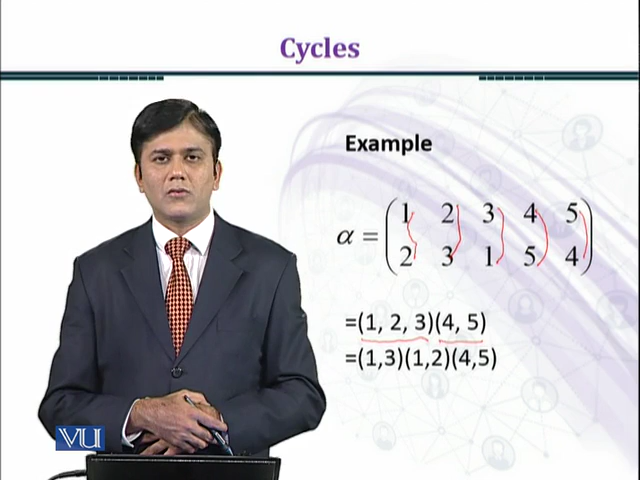 Cycles
Example
α = (1 2 3 4 5
2 3 1 5 4)
=(1, 2, 3)(4, 5)
=(1,3)(1,2)(4,5)
VU